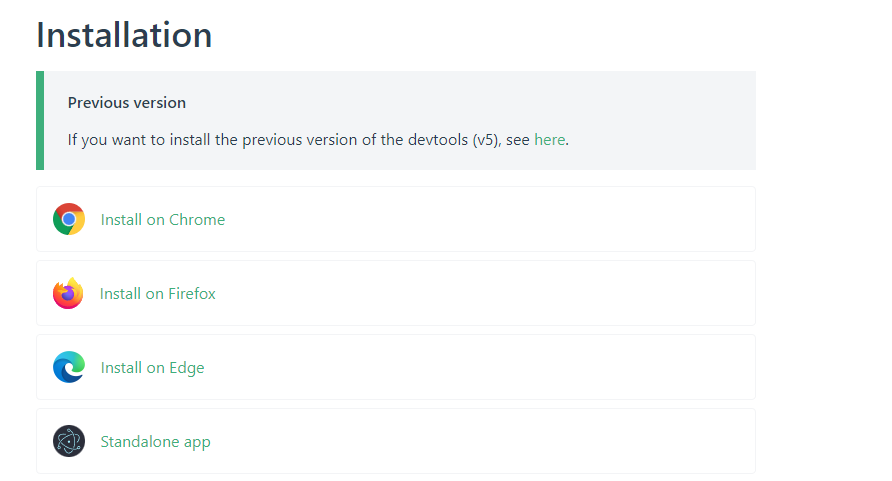 Installation
Previous version
If you want to install the previous version of the devtools (v5), see here.
Install on Chrome
Install on Firefox
Install on Edge
Standalone app